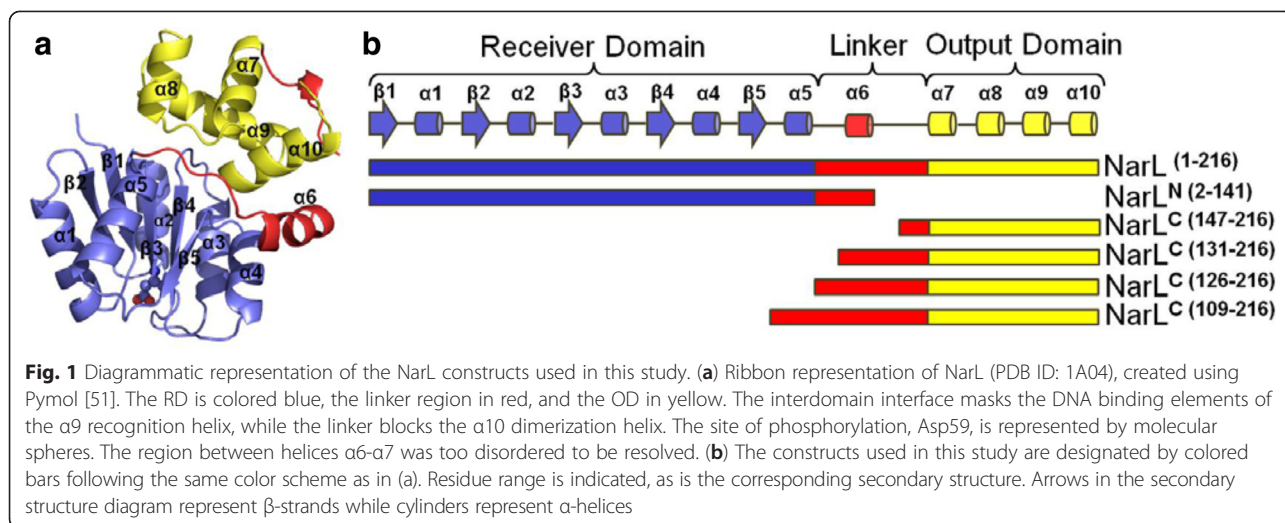 a
α7
α8
α9
α10
β1
β2
α5
α6
β4
α2
α1
β3
β5
α3
α4
b
Receiver Domain Linker Output Domain
β1 α1 β2 α2 β3 α3 β4 α4 β5 α5 α6 α7 α8 α9 α10
NarL (1-216)
NarL N (2-141)
NarL C (147-216)
NarL C (131-216)
NarL C (126-216)
NarL C (109-216)
Fig. 1 Diagrammatic representation of the NarL constructs used in this study. (a) Ribbon representation of NarL (PDB ID: 1A04), created using
Pymol [51]. The RD is colored blue, the linker region in red, and the OD in yellow. The interdomain interface masks the DNA binding elements of
the α9 recognition helix, while the linker blocks the α10 dimerization helix. The site of phosphorylation, Asp59, is represented by molecular
spheres. The region between helices α6-α7 was too disordered to be resolved. (b) The constructs used in this study are designated by colored
bars following the same color scheme as in (a). Residue range is indicated, as is the corresponding secondary structure. Arrows in the secondary
structure diagram represent β-strands while cylinders represent α-helices